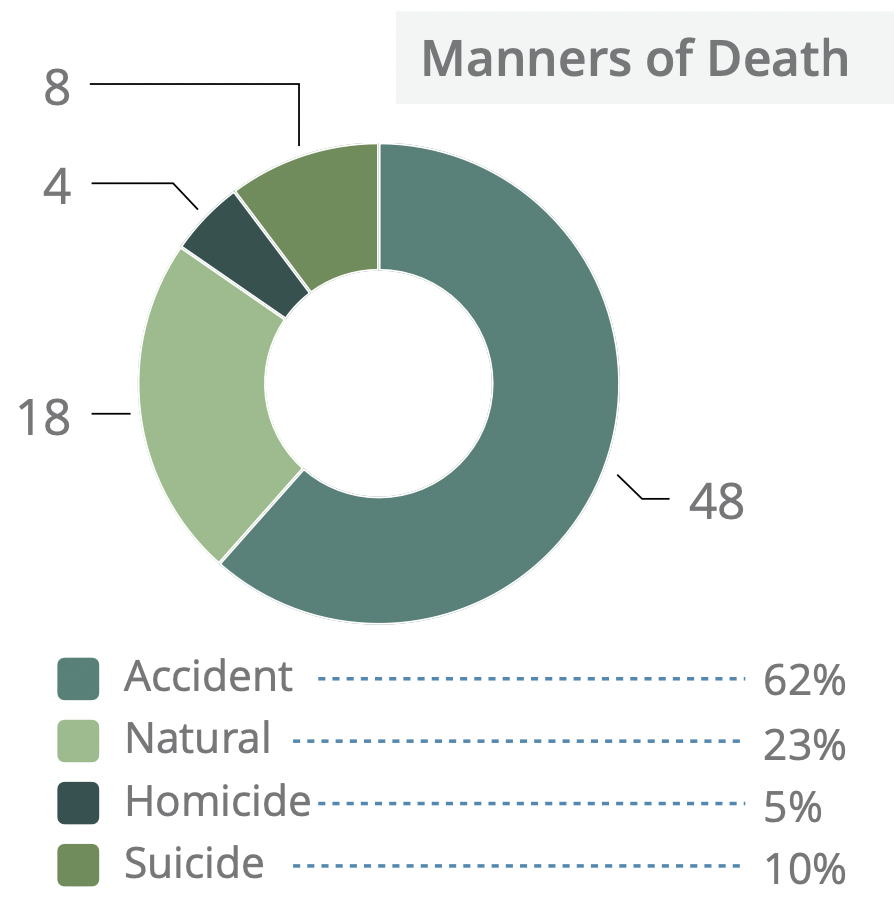 Manners of Death
8
4
18
48
Accident 62%
Natural 23%
Homicide 5%
Suicide 10%